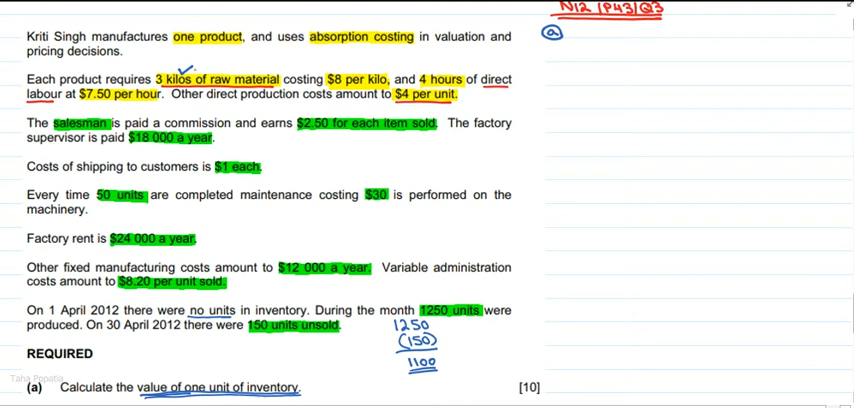 N12 /P43/Q3
(a)
Kriti Singh manufactures one product, and uses absorption costing in valuation and
pricing decisions.
Each product requires 3 kilos of raw material costing $8 per kilo, and 4 hours of direct
labour at $7.50 per hour. Other direct production costs amount to $4 per unit.
The salesman is paid a commission and earns $2.50 for each item sold. The factory
supervisor is paid $18 000 a year.
Costs of shipping to customers is $1 each.
Every time 50 units are completed maintenance costing $30 is performed on the
machinery.
Factory rent is $24 000 a year.
Other fixed manufacturing costs amount to $12 000 a year. Variable administration
costs amount to $8.20 per unit sold.
On 1 April 2012 there were no units in inventory. During the month 1250 units were
produced. On 30 April 2012 there were 150 units unsold.
1250
(150)
1100
REQUIRED
Taha Popatia
(a) Calculate the value of one unit of inventory. [10]